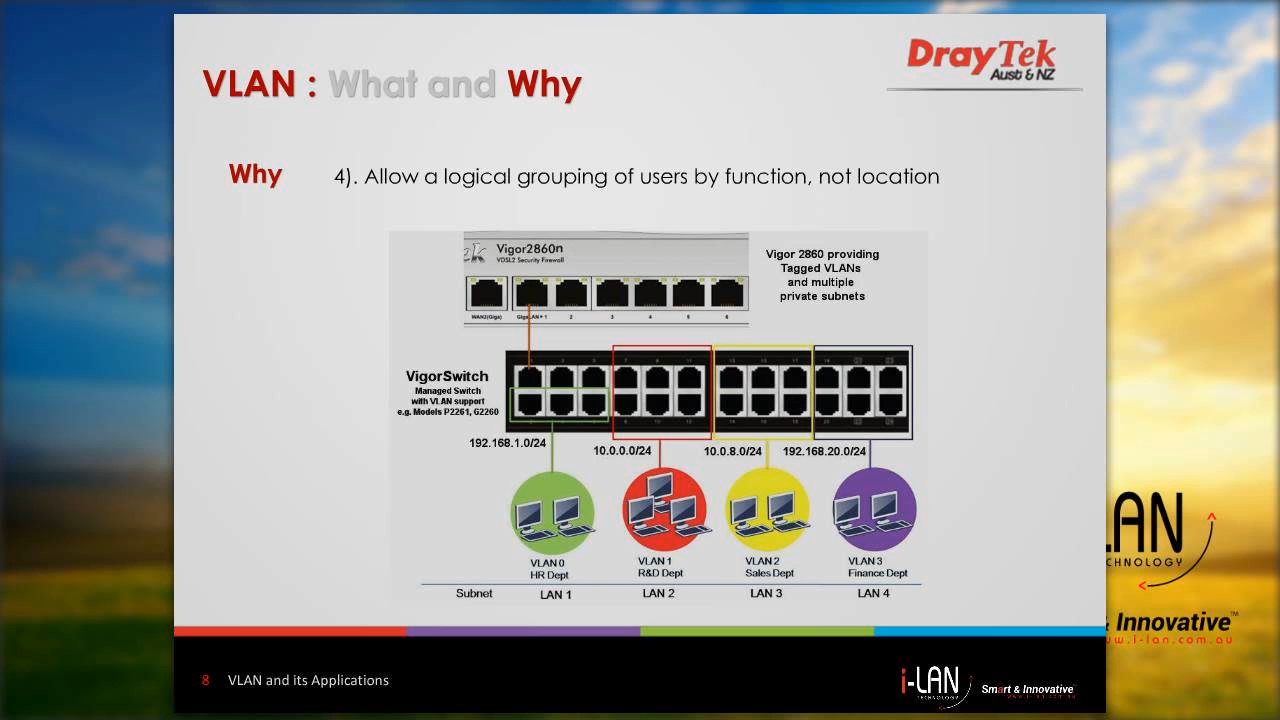 VLAN : What and Why
DrayTek
Aust & NZ
Why
4). Allow a logical grouping of users by function, not location
Vigor2860n
VDSL2 Security Firewall
Vigor 2860 providing
Tagged VLANs
and multiple
private subnets
WAN2(Giga) GigaLAN 1 2 3 4 5 6
VigorSwitch
Managed Switch
with VLAN support
e.g. Models P2261, G2260
192.168.1.0/24
10.0.0.0/24
10.0.8.0/24
192.168.20.0/24
VLAN 0
HR Dept
VLAN 1
R&D Dept
VLAN 2
Sales Dept
VLAN 3
Finance Dept
Subnet LAN 1 LAN 2 LAN 3 LAN 4
LAN
CHNOLOGY
& Innovative™
w.i-lan.com.au
8 VLAN and its Applications
i-LAN
TECHNOLOGY
Smart & Innovative